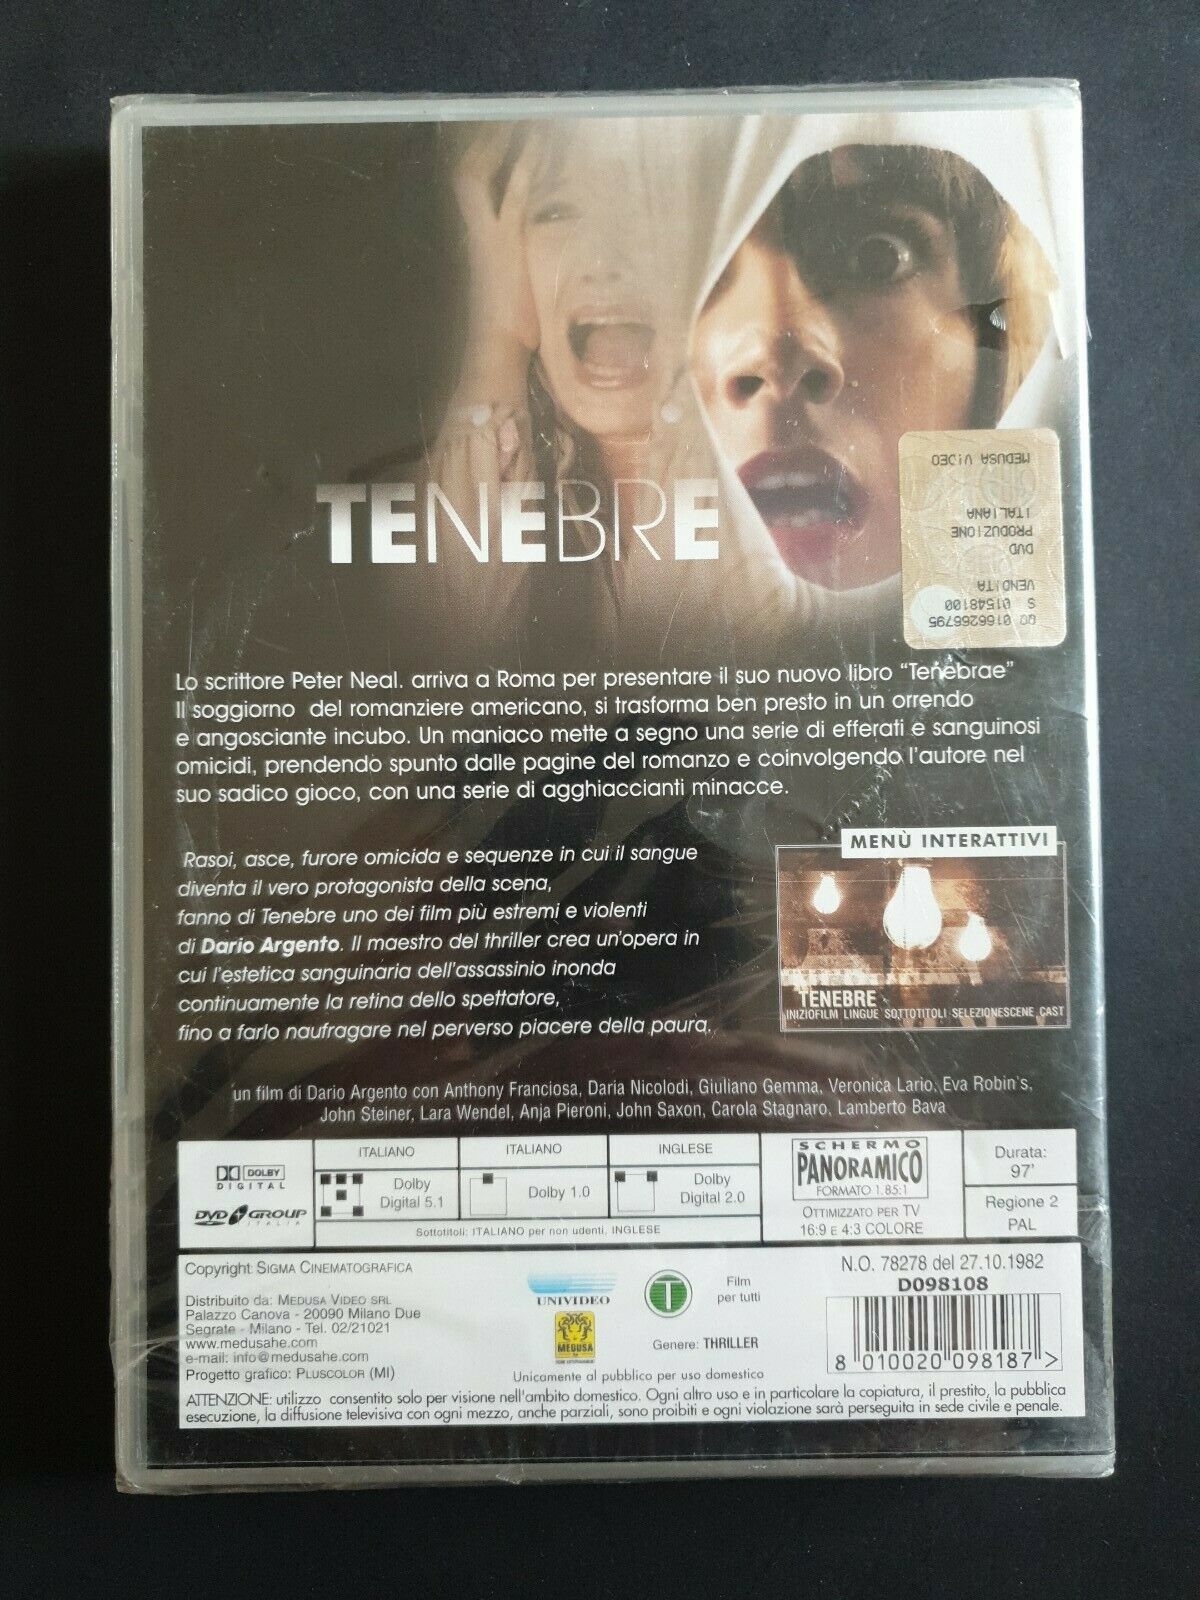 TENEBRE
MEDUSA VIDEO
DVD
PRODUZIONE
ITALIANA
VENDITA
S 01548100
QQ 0166266795
Lo scrittore Peter Neal. arriva a Roma per presentare il suo nuovo libro “Tenebrae”
Il soggiorno del romanziere americano, si trasforma ben presto in un orrendo
e angosciante incubo. Un maniaco mette a segno una serie di efferati e sanguinosi
omicidi, prendendo spunto dalle pagine del romanzo e coinvolgendo l'autore nel
suo sadico gioco, con una serie di agghiaccianti minacce.
Rasoi, asce, furore omicida e sequenze in cui il sangue
diventa il vero protagonista della scena,
fanno di Tenebre uno dei film più estremi e violenti
di Dario Argento. Il maestro del thriller crea un'opera in
cui l'estetica sanguinaria dell'assassinio inonda
continuamente la retina dello spettatore,
fino a farlo naufragare nel perverso piacere della paura.
MENÙ INTERATTIVI
TENEBRE
INIZIOFILM LINGUE SOTTOTITOLI SELEZIONESCENE CAST
un film di Dario Argento con Anthony Franciosa, Daria Nicolodi, Giuliano Gemma, Veronica Lario, Eva Robin's,
John Steiner, Lara Wendel, Anja Pieroni, John Saxon, Carola Stagnaro, Lamberto Bava
DOLBY
DIGITAL
DVD GROUP
ITALIA
ITALIANO
Dolby
Digital 5.1
ITALIANO
Dolby 1.0
INGLESE
Dolby
Digital 2.0
Sottotitoli: ITALIANO per non udenti, INGLESE
SCHERMO
PANORAMICO
FORMATO 1.85:1
OTTIMIZZATO PER TV
16:9 E 4:3 COLORE
Durata:
97'
Regione 2
PAL
Copyright: SIGMA CINEMATOGRAFICA
Distribuito da: MEDUSA VIDEO SRL
Palazzo Canova - 20090 Milano Due
Segrate - Milano - Tel. 02/21021
www.medusahe.com
e-mail: info@medusahe.com
Progetto grafico: PLUSCOLOR (MI)
UNIVIDEO
MEDUSA
T
Film
per tutti
Genere: THRILLER
Unicamente al pubblico per uso domestico
N.O. 78278 del 27.10.1982
D098108
8 010020 098187 >
ATTENZIONE: utilizzo consentito solo per visione nell'ambito domestico. Ogni altro uso e in particolare la copiatura, il prestito, la pubblica
esecuzione, la diffusione televisiva con ogni mezzo, anche parziali, sono proibiti e ogni violazione sarà perseguita in sede civile e penale.